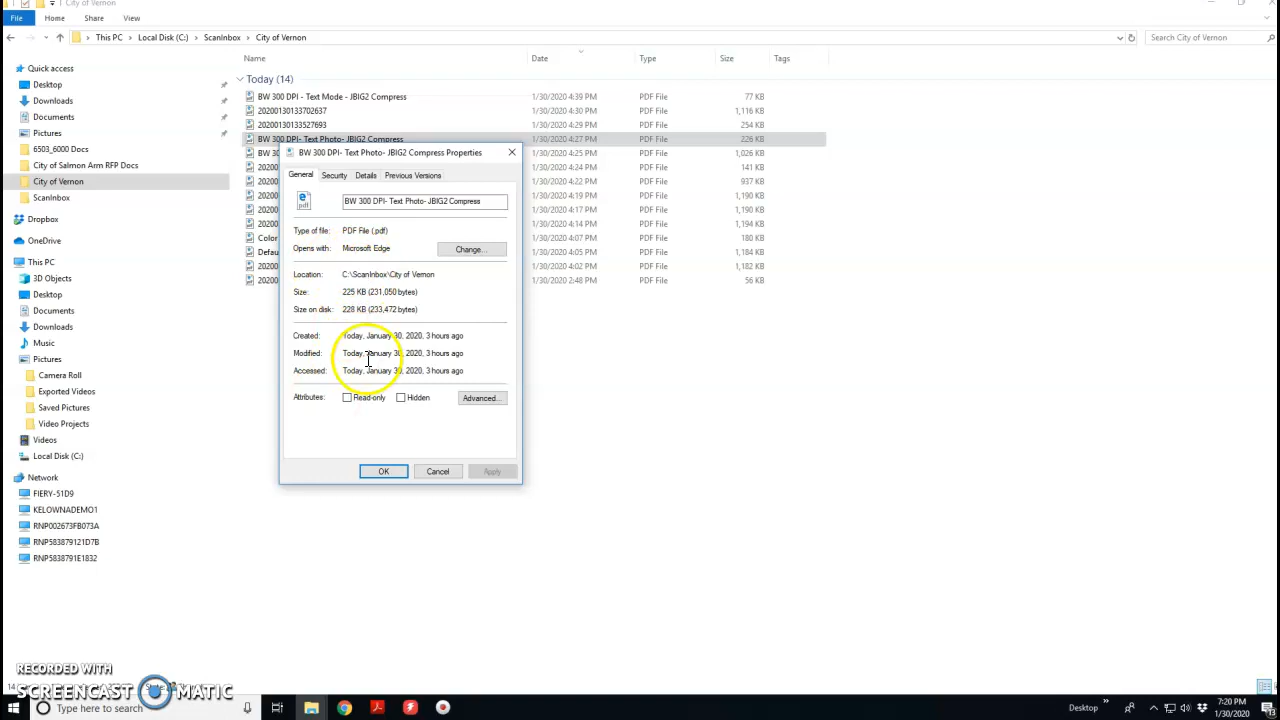 City of Vernon
File Home Share View
This PC Local Disk (C:) ScanInbox City of Vernon
Search City of Vernon
Name Date Type Size Tags
Quick access
Desktop
Downloads
Documents
Pictures
6503_6000 Docs
City of Salmon Arm RFP Docs
City of Vernon
ScanInbox
Dropbox
OneDrive
This PC
3D Objects
Desktop
Documents
Downloads
Music
Pictures
Camera Roll
Exported Videos
Saved Pictures
Video Projects
Videos
Local Disk (C:)
Network
FIERY-51D9
KELOWNADEMO1
RNP002673FB073A
RNP583879121D7B
RNP5838791E1832
Today (14)
BW 300 DPI - Text Mode - JBIG2 Compress 1/30/2020 4:39 PM PDF File 77 KB
20200130133702637 1/30/2020 4:30 PM PDF File 1,116 KB
20200130133527693 1/30/2020 4:29 PM PDF File 254 KB
BW 300 DPI- Text Photo- JBIG2 Compress 1/30/2020 4:27 PM PDF File 226 KB
BW 30 1/30/2020 4:25 PM PDF File 1,026 KB
20200 1/30/2020 4:24 PM PDF File 141 KB
20200 1/30/2020 4:22 PM PDF File 937 KB
20200 1/30/2020 4:19 PM PDF File 1,190 KB
20200 1/30/2020 4:17 PM PDF File 1,190 KB
20200 1/30/2020 4:14 PM PDF File 1,194 KB
Color 1/30/2020 4:07 PM PDF File 180 KB
Defau 1/30/2020 4:05 PM PDF File 1,184 KB
20200 1/30/2020 4:02 PM PDF File 1,182 KB
20200 1/30/2020 2:48 PM PDF File 56 KB
BW 300 DPI- Text Photo- JBIG2 Compress Properties
General Security Details Previous Versions
pdf
BW 300 DPI- Text Photo- JBIG2 Compress
Type of file: PDF File (.pdf)
Opens with: Microsoft Edge Change...
Location: C:\ScanInbox\City of Vernon
Size: 225 KB (231,050 bytes)
Size on disk: 228 KB (233,472 bytes)
Created: Today, January 30, 2020, 3 hours ago
Modified: Today, January 30, 2020, 3 hours ago
Accessed: Today, January 30, 2020, 3 hours ago
Attributes: Read-only Hidden Advanced...
OK Cancel Apply
RECORDED WITH
SCREENCAST MATIC
Type here to search
Desktop
7:20 PM
1/30/2020